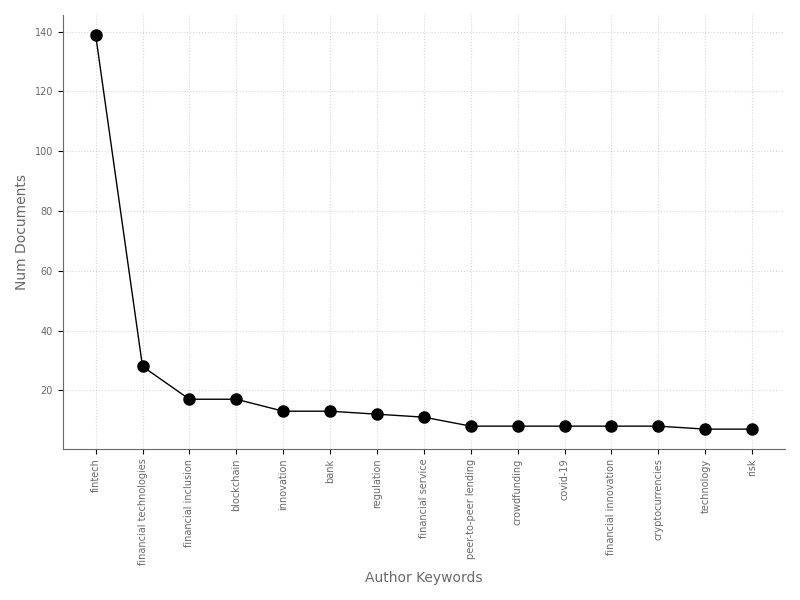 140
120
100
80
60
40
20
Num Documents
fintech
financial technologies
financial inclusion
blockchain
innovation
bank
regulation
financial service
peer-to-peer lending
crowdfunding
covid-19
financial innovation
cryptocurrencies
technology
risk
Author Keywords